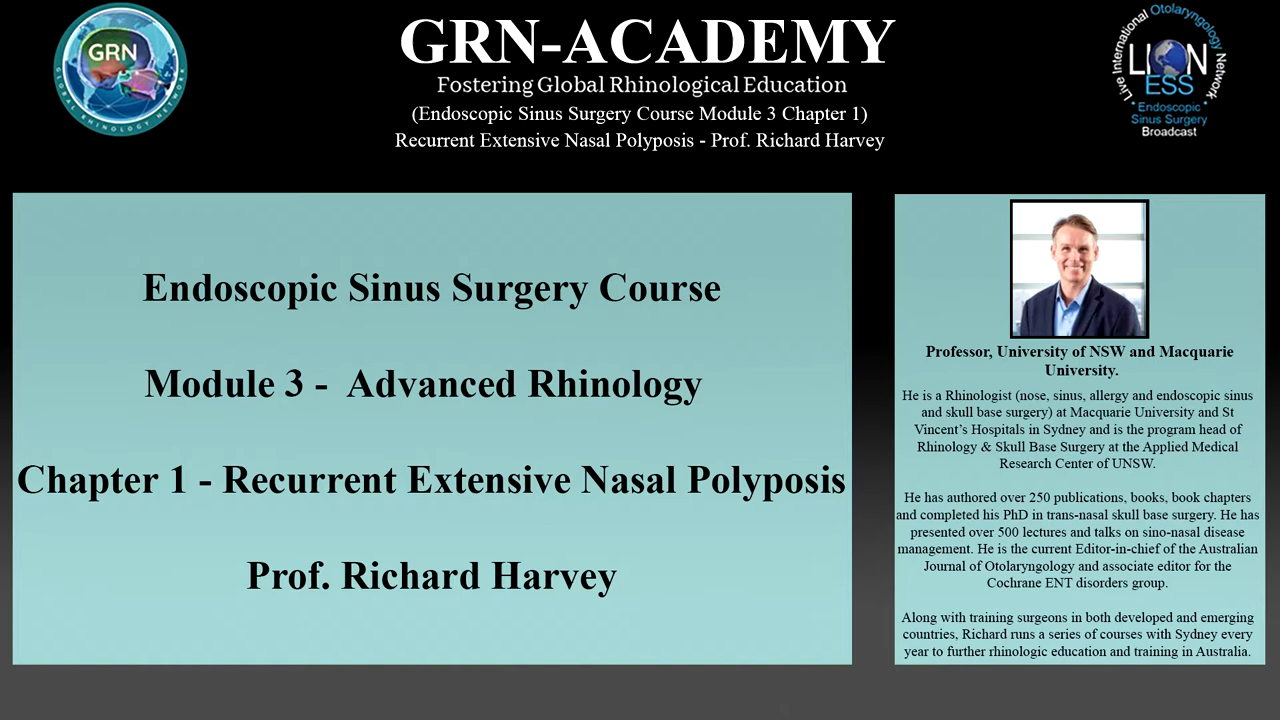 GRN
GLOBAL RHINOLOGY NETWORK
GRN-ACADEMY
Fostering Global Rhinological Education
(Endoscopic Sinus Surgery Course Module 3 Chapter 1)
Recurrent Extensive Nasal Polyposis - Prof. Richard Harvey
Live International Otolaryngology Network
LION
ESS
• Endoscopic •
Sinus Surgery
Broadcast
Endoscopic Sinus Surgery Course
Module 3 - Advanced Rhinology
Chapter 1 - Recurrent Extensive Nasal Polyposis
Prof. Richard Harvey
Professor, University of NSW and Macquarie
University.
He is a Rhinologist (nose, sinus, allergy and endoscopic sinus
and skull base surgery) at Macquarie University and St
Vincent's Hospitals in Sydney and is the program head of
Rhinology & Skull Base Surgery at the Applied Medical
Research Center of UNSW.
He has authored over 250 publications, books, book chapters
and completed his PhD in trans-nasal skull base surgery. He has
presented over 500 lectures and talks on sino-nasal disease
management. He is the current Editor-in-chief of the Australian
Journal of Otolaryngology and associate editor for the
Cochrane ENT disorders group.
Along with training surgeons in both developed and emerging
countries, Richard runs a series of courses with Sydney every
year to further rhinologic education and training in Australia.